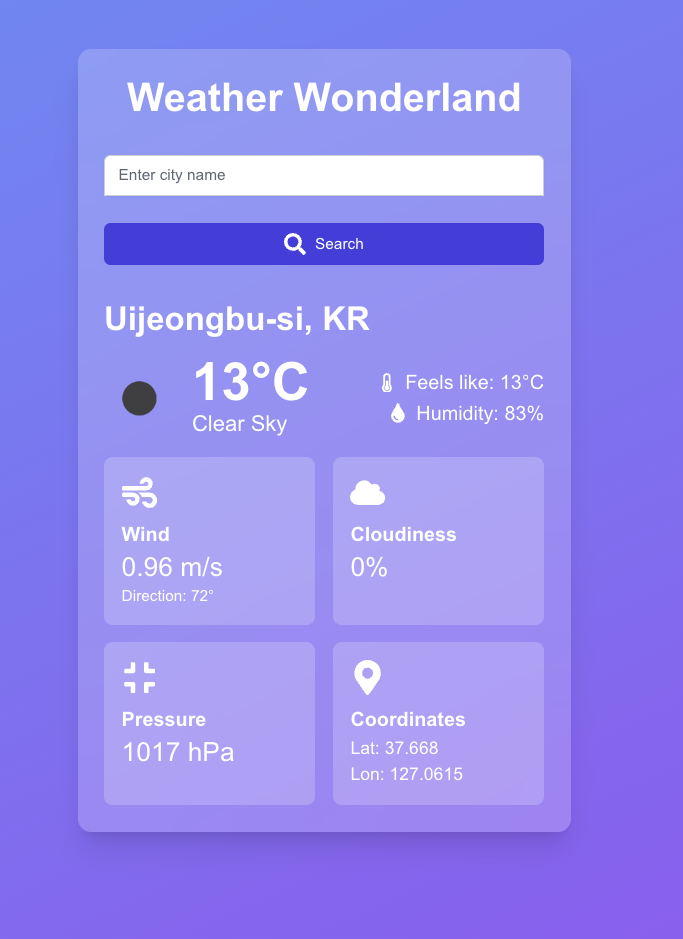 Weather Wonderland
Enter city name
Search
Uijeongbu-si, KR
13°C
Clear Sky
Feels like: 13°C
Humidity: 83%
Wind
0.96 m/s
Direction: 72°
Cloudiness
0%
Pressure
1017 hPa
Coordinates
Lat: 37.668
Lon: 127.0615